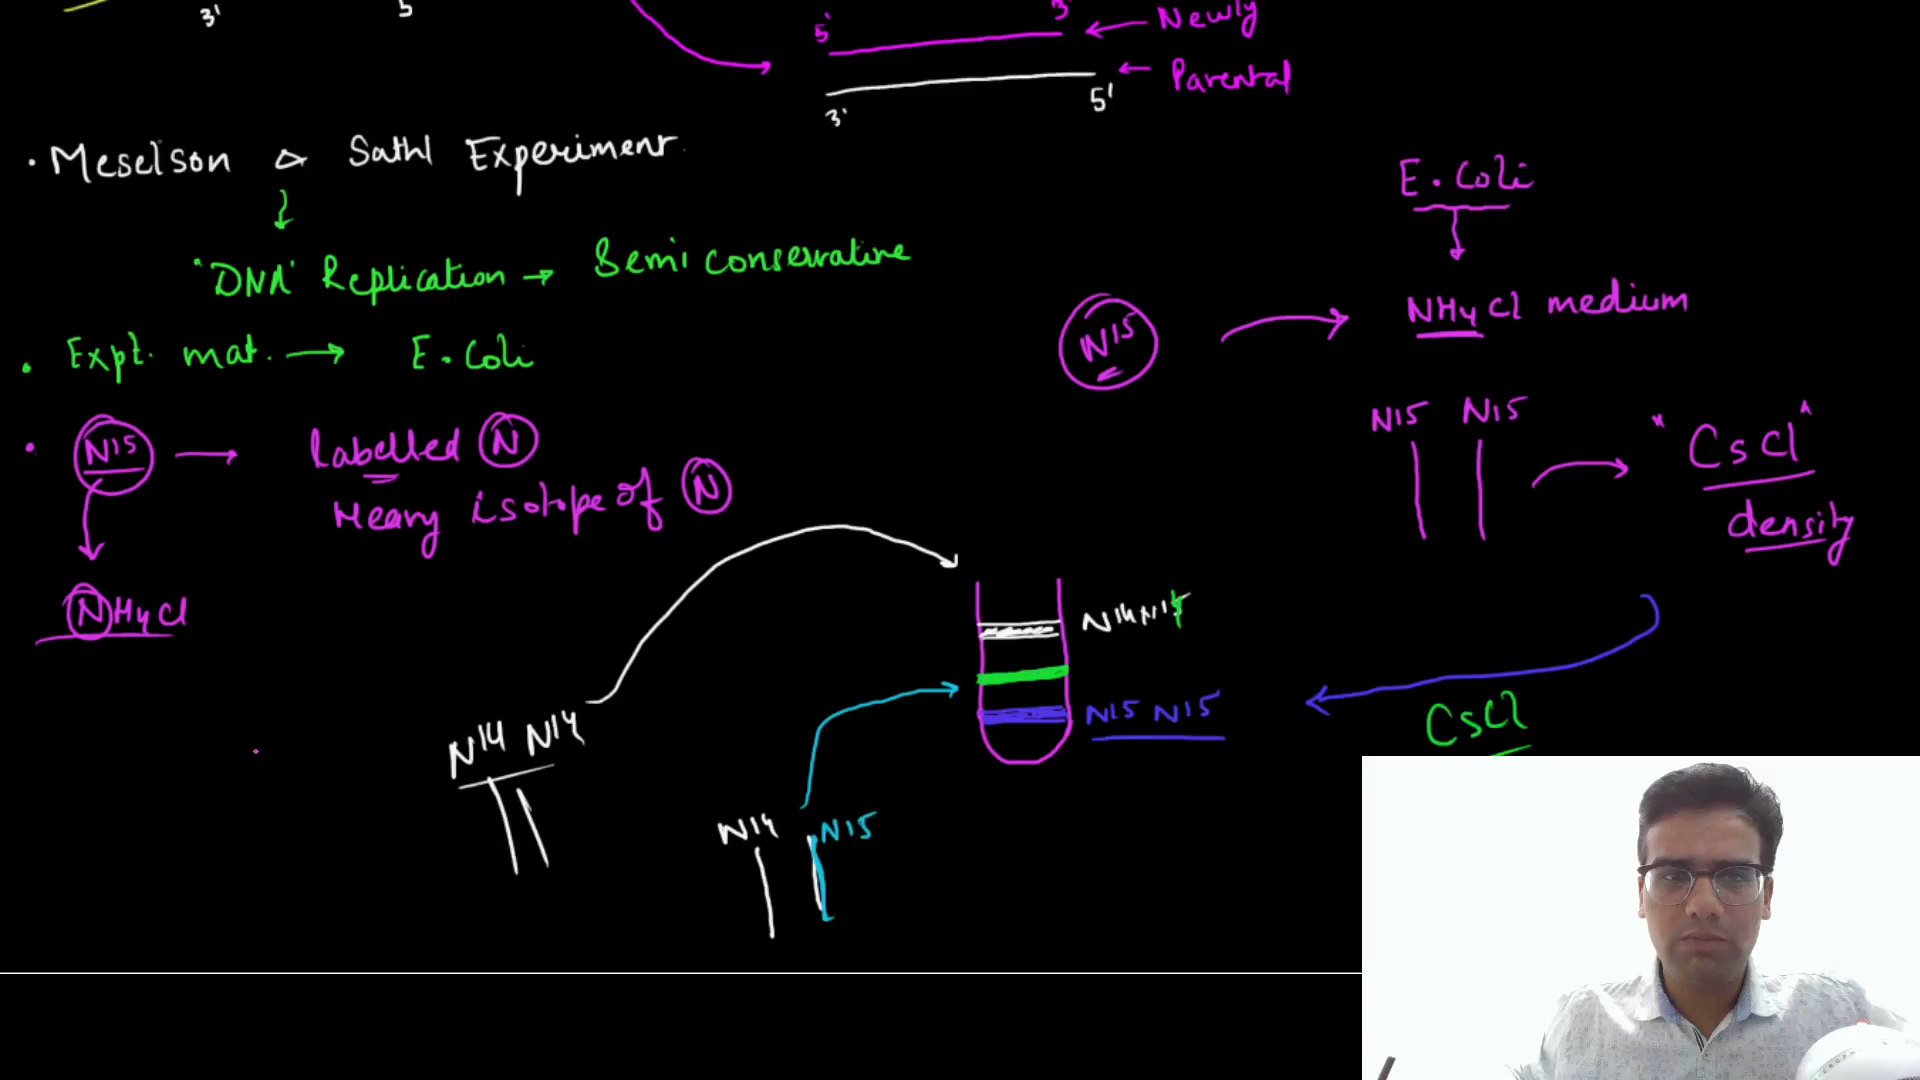 3' 5
5' 3'
← Newly
← Parental
3' 5'
• Meselson & Sathl Experiment
"DNA" Replication → Semi conservative
• Expt. mat. → E. Coli
• N15 → labelled N
Heavy isotope of N
NH4Cl
E. Coli
N15 → NH4Cl medium
N15 N15 → "CsCl"
density
N14 N14
N15 N15
CsCl
N14 N14
N14 N15